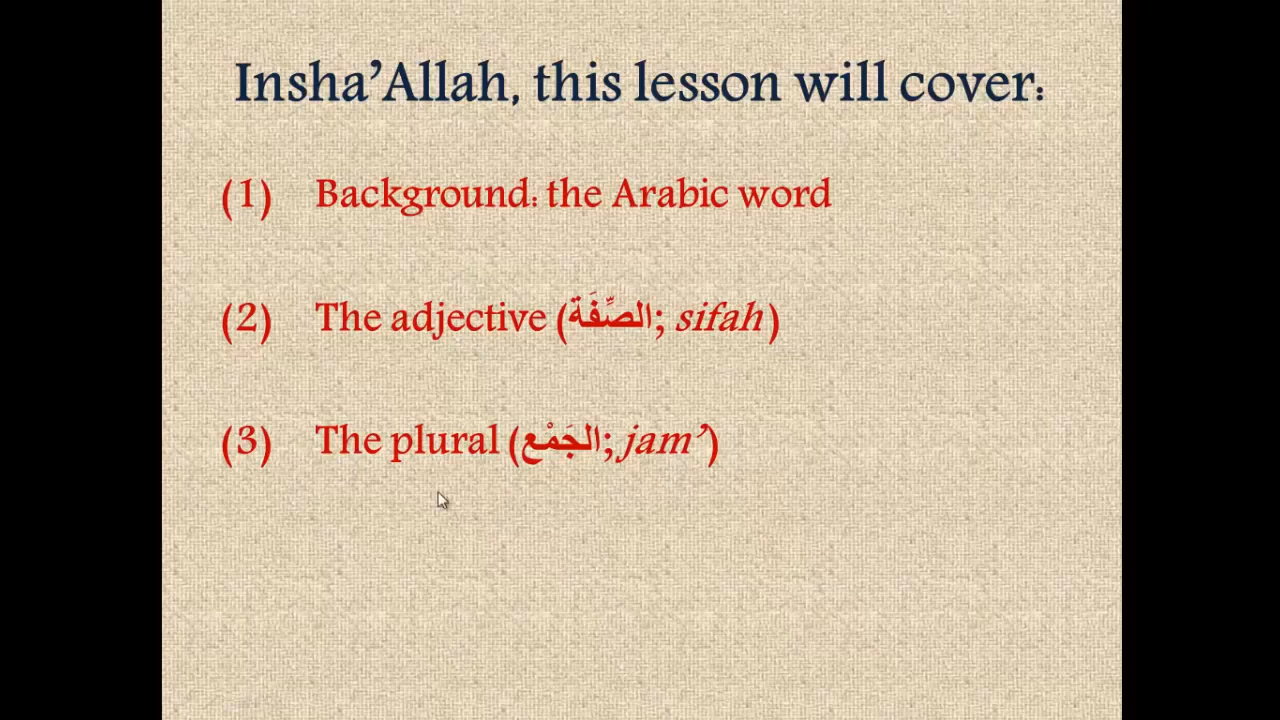 Insha’Allah, this lesson will cover:
(1) Background: the Arabic word
(2) The adjective (الصِّفَة; sifah)
(3) The plural (الجَمْع; jam’)